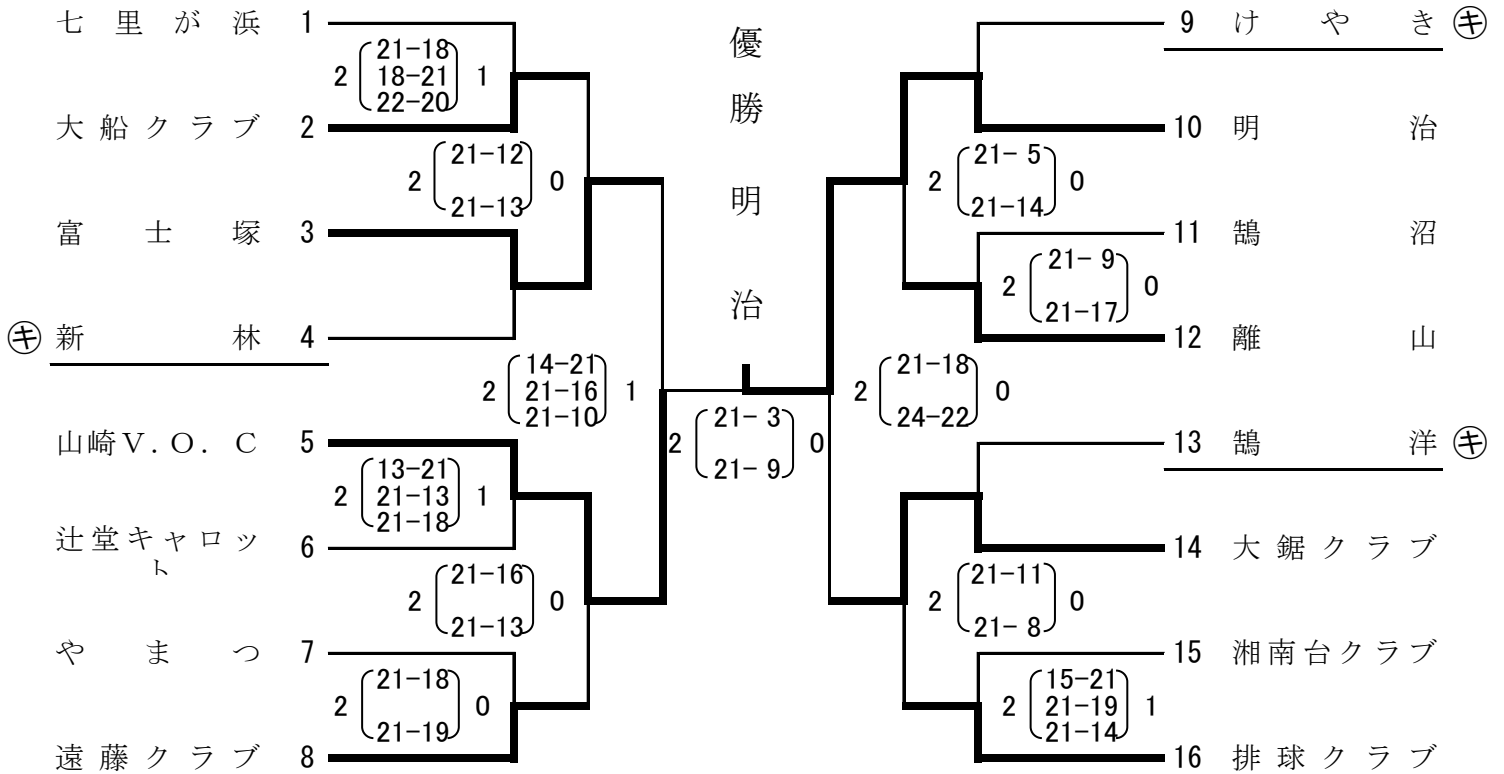 七里が浜 1
2 21-18 1
18-21
22-20
大船クラブ 2
2 21-12 0
21-13
富士塚 3
㋖ 新林 4
2 14-21 1
21-16
21-10
山崎V.O.C 5
2 13-21 1
21-13
21-18
辻堂キャロッ 6
ト
2 21-16 0
21-13
やまつ 7
2 21-18 0
21-19
遠藤クラブ 8
優勝 明治
2 21-3 0
21-9
9 けやき ㋖
10 明治
2 21-5 0
21-14
11 鵠沼
2 21-9 0
21-17
12 離山
2 21-18 0
24-22
13 鵠洋 ㋖
14 大鋸クラブ
2 21-11 0
21-8
15 湘南台クラブ
2 15-21 1
21-19
21-14
16 排球クラブ